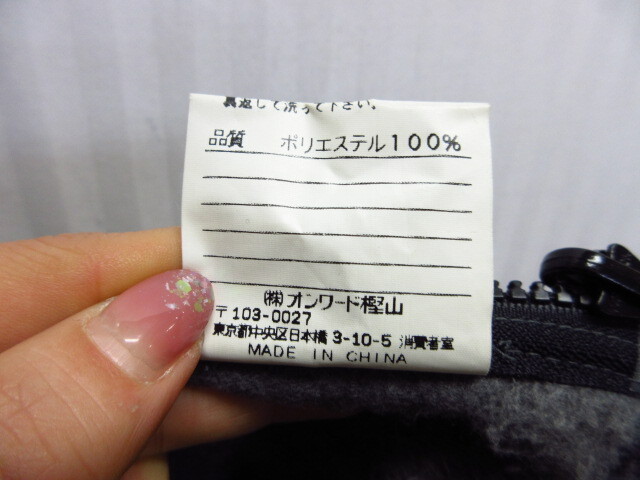 裏返して洗って下さい.
品質 ポリエステル100%
(株)オンワード樫山
〒103-0027
東京都中央区日本橋 3-10-5 消費者室
MADE IN CHINA